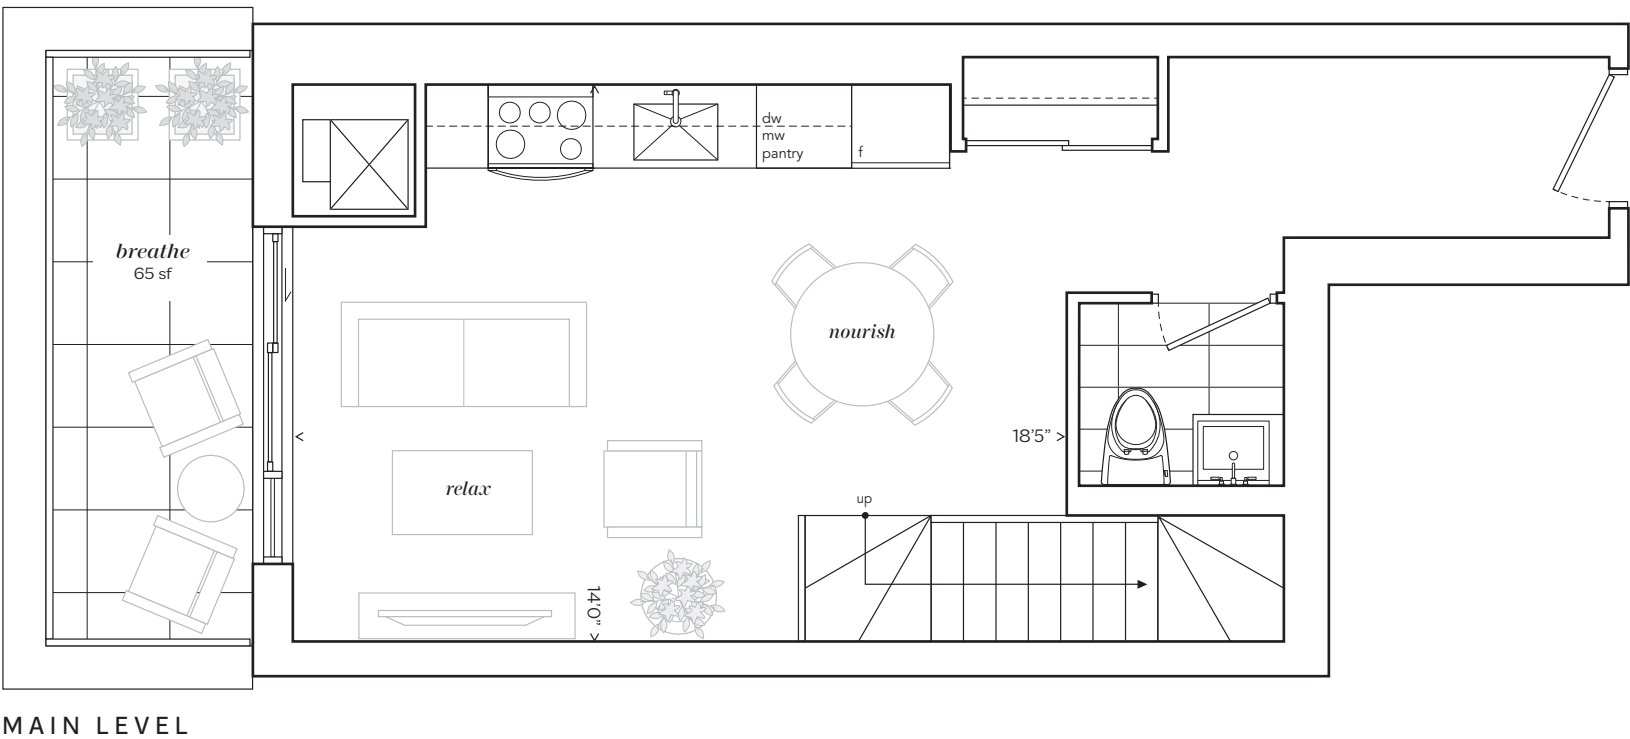 dw
mw
pantry
f
breathe
65 sf
nourish
18'5"
relax
up
14'0"
MAIN LEVEL